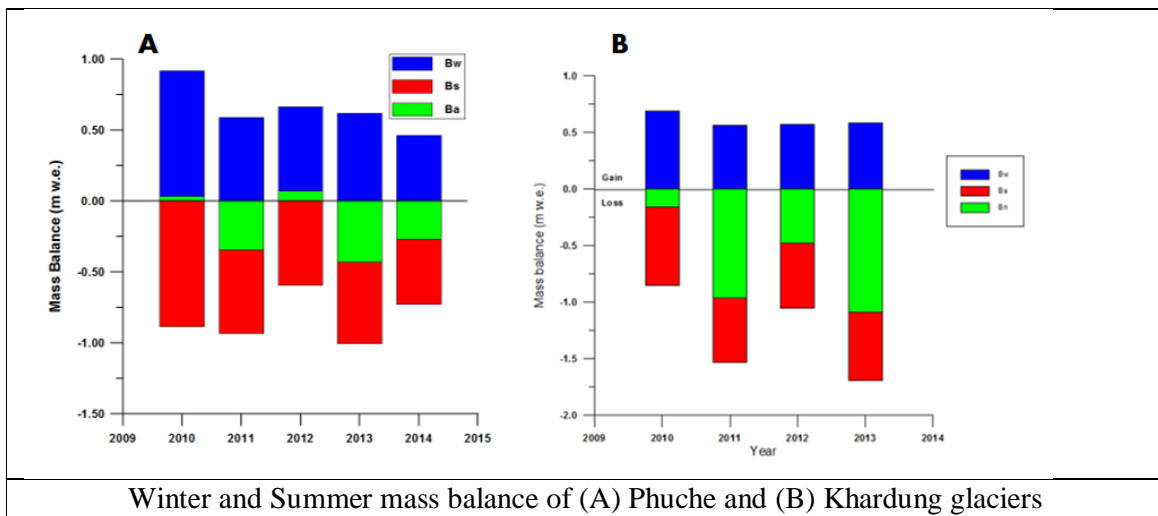 A
1.00
0.50
0.00
-0.50
-1.00
-1.50
Mass Balance (m w.e.)
Bw
Bs
Ba
2009 2010 2011 2012 2013 2014 2015
B
1.0
0.5
0.0
-0.5
-1.0
-1.5
-2.0
Mass balance (m w.e.)
Gain
Loss
Bw
Bs
Bn
2009 2010 2011 2012 2013 2014
Year
Winter and Summer mass balance of (A) Phuche and (B) Khardung glaciers